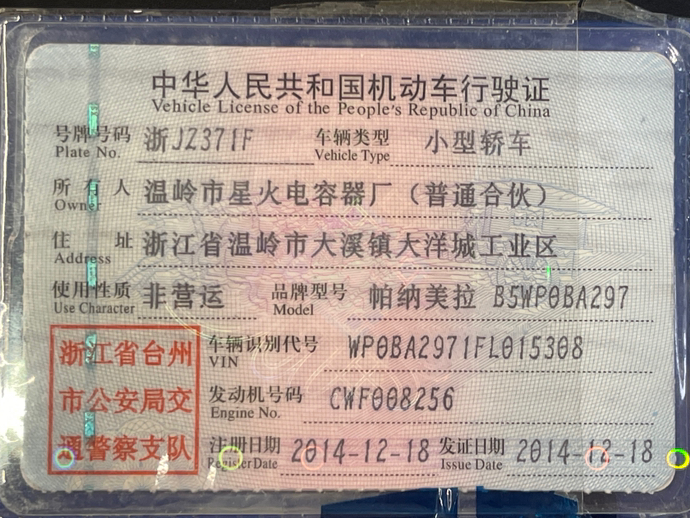 中华人民共和国机动车行驶证
Vehicle License of the People's Republic of China
号牌号码 浙JZ371F 车辆类型 小型轿车
Plate No. Vehicle Type
所有人 温岭市星火电容器厂（普通合伙）
Owner
住址 浙江省温岭市大溪镇大洋城工业区
Address
使用性质 非营运 品牌型号 帕纳美拉 B5WP0BA297
Use Character Model
浙江省台州 车辆识别代号 WP0BA2971FL015308
VIN
市公安局交 发动机号码 CWF008256
Engine No.
通警察支队 注册日期 2014-12-18 发证日期 2014-12-18
Register Date Issue Date